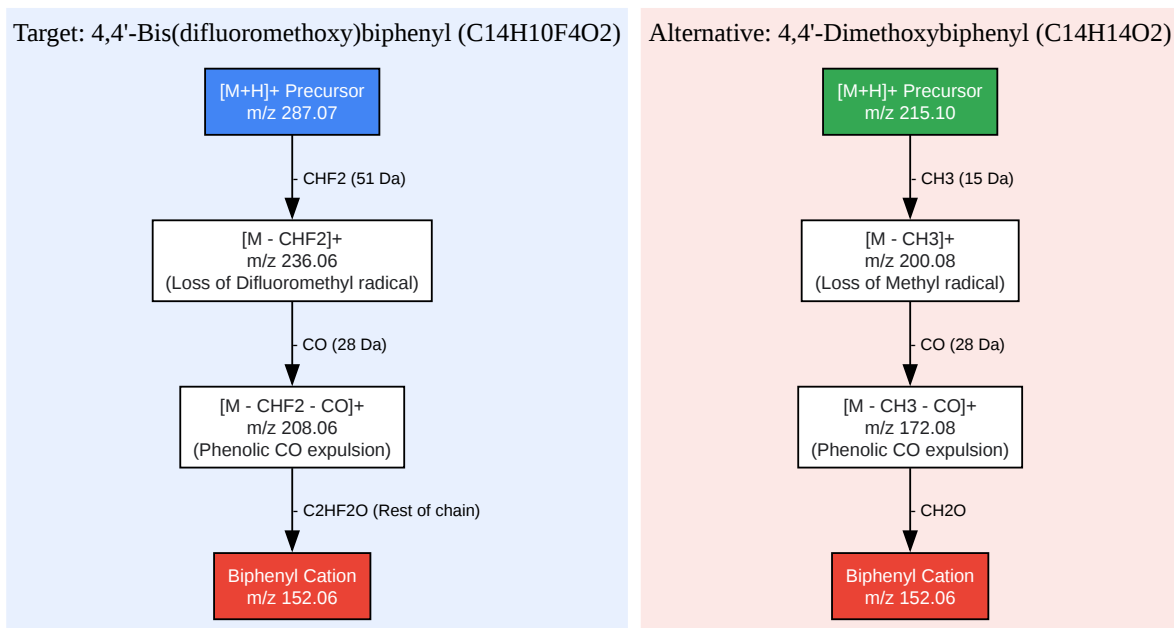 Target: 4,4'-Bis(difluoromethoxy)biphenyl (C14H10F4O2)
[M+H]+ Precursor
m/z 287.07
- CHF2 (51 Da)
[M - CHF2]+
m/z 236.06
(Loss of Difluoromethyl radical)
- CO (28 Da)
[M - CHF2 - CO]+
m/z 208.06
(Phenolic CO expulsion)
- C2HF2O (Rest of chain)
Biphenyl Cation
m/z 152.06
Alternative: 4,4'-Dimethoxybiphenyl (C14H14O2)
[M+H]+ Precursor
m/z 215.10
- CH3 (15 Da)
[M - CH3]+
m/z 200.08
(Loss of Methyl radical)
- CO (28 Da)
[M - CH3 - CO]+
m/z 172.08
(Phenolic CO expulsion)
- CH2O
Biphenyl Cation
m/z 152.06